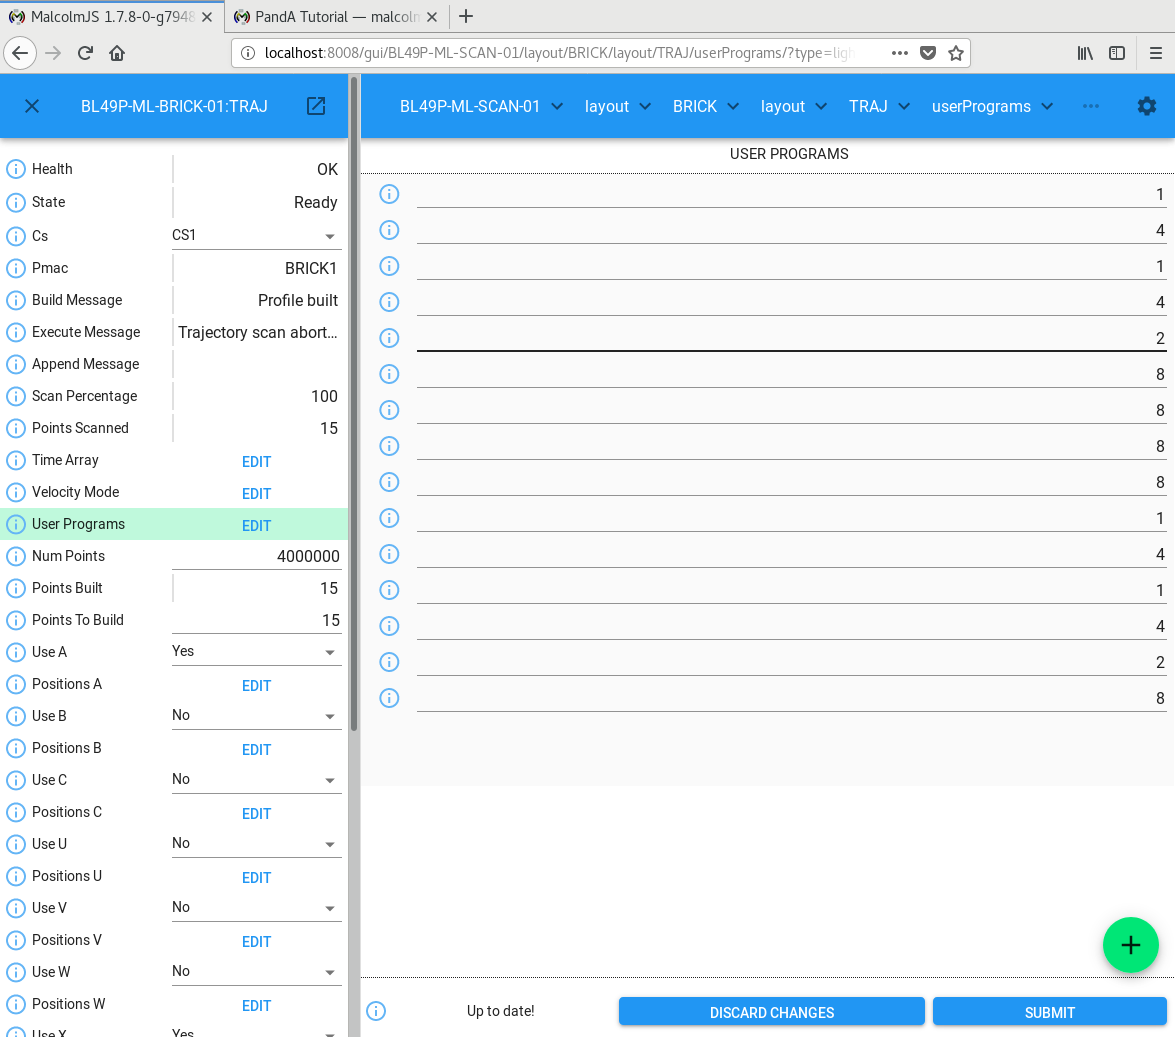 MalcolmJS 1.7.8-0-g7948
PandA Tutorial — malcolm
localhost:8008/gui/BL49P-ML-SCAN-01/layout/BRICK/layout/TRAJ/userPrograms/?type=ligh
BL49P-ML-BRICK-01:TRAJ
BL49P-ML-SCAN-01 layout BRICK layout TRAJ userPrograms
Health OK
State Ready
Cs CS1
Pmac BRICK1
Build Message Profile built
Execute Message Trajectory scan abort...
Append Message
Scan Percentage 100
Points Scanned 15
Time Array EDIT
Velocity Mode EDIT
User Programs EDIT
Num Points 4000000
Points Built 15
Points To Build 15
Use A Yes
Positions A EDIT
Use B No
Positions B EDIT
Use C No
Positions C EDIT
Use U No
Positions U EDIT
Use V No
Positions V EDIT
Use W No
Positions W EDIT
Use X Yes
USER PROGRAMS
1
4
1
4
2
8
8
8
8
1
4
1
4
2
8
Up to date! DISCARD CHANGES SUBMIT